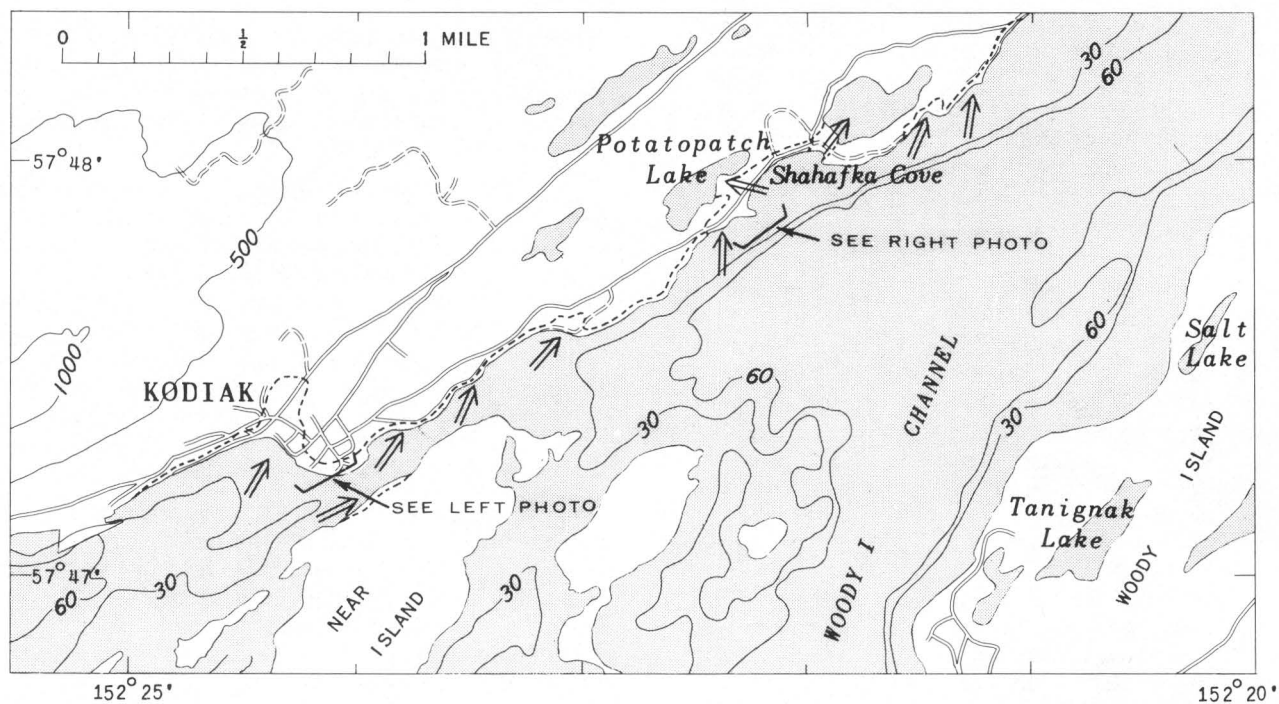 0 ½ 1 MILE
30
60
Potatopatch
Lake
57° 48'
Shahafka Cove
SEE RIGHT PHOTO
500
1000
60
Salt
Lake
KODIAK
60
30
30
CHANNEL
ISLAND
SEE LEFT PHOTO
Tanignak
Lake
57° 47'
60
30
30
NEAR
ISLAND
WOODY I
WOODY
152° 25'
152° 20'